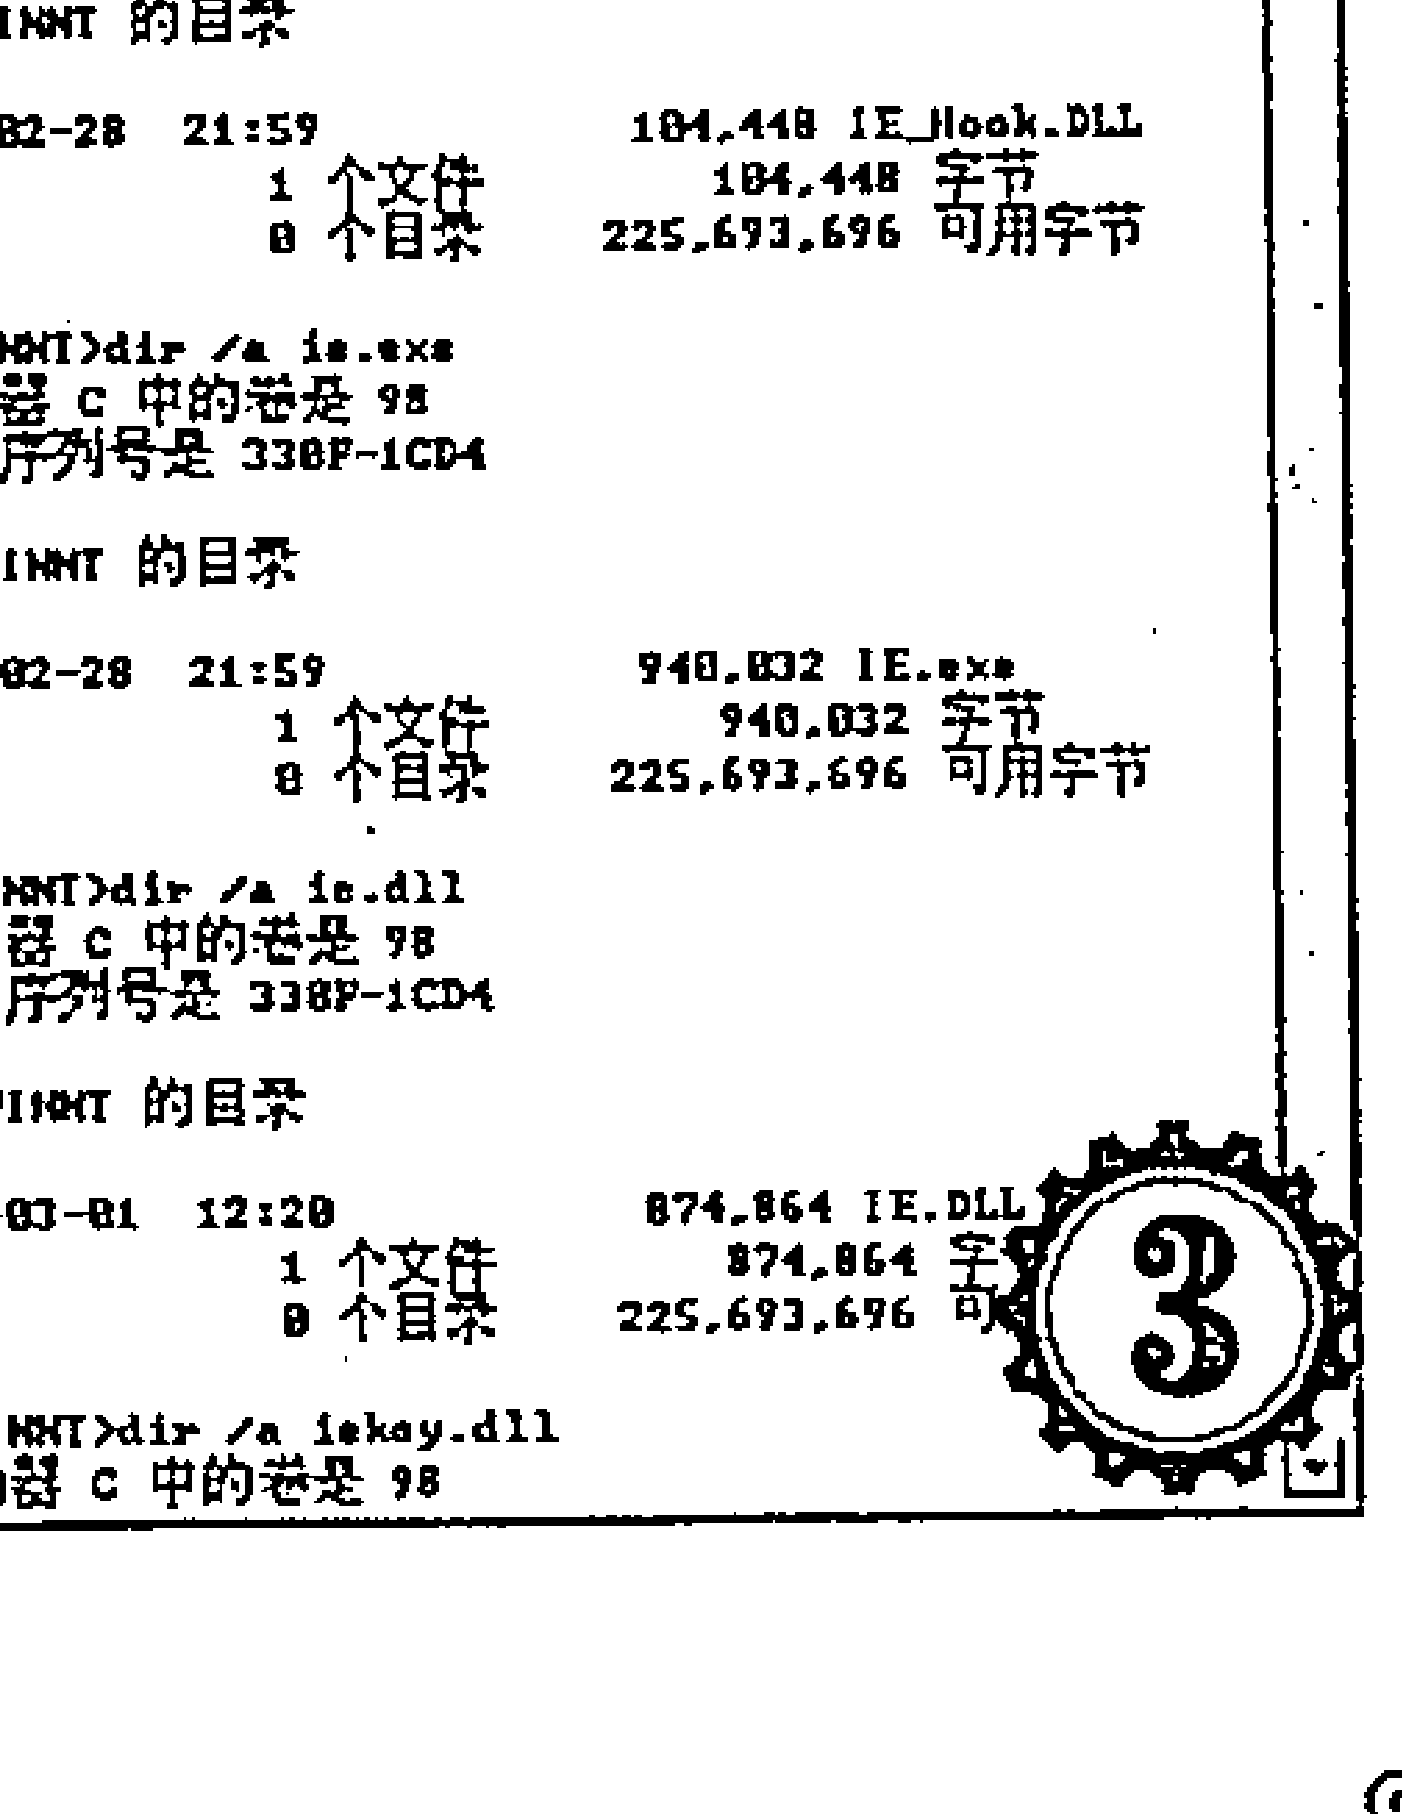 INNT 的目录
02-28 21:59 104,448 IE_Hook.DLL
1 个文件 104,448 字节
0 个目录 225,693,696 可用字节
NNT>dir /a ie.exe
器 C 中的卷是 98
序列号是 330F-1CD4
INNT 的目录
02-28 21:59 940,032 IE.exe
1 个文件 940,032 字节
0 个目录 225,693,696 可用字节
NNT>dir /a ie.dll
器 C 中的卷是 98
序列号是 330F-1CD4
INNT 的目录
-03-01 12:20 874,864 IE.DLL
1 个文件 874,864 字
0 个目录 225,693,696 可
3
NNT>dir /a iekey.dll
器 C 中的卷是 98